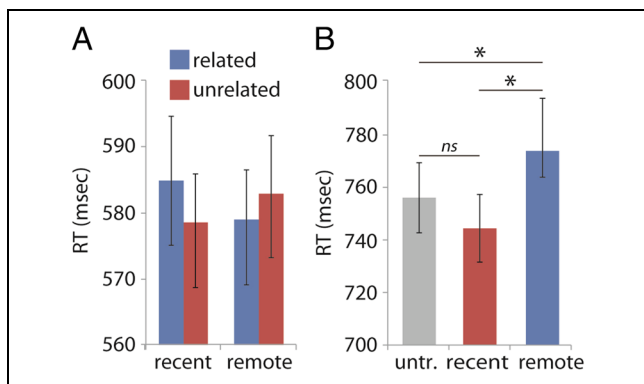 A
related
unrelated
600
590
580
570
560
RT (msec)
recent remote
B
*
*
ns
800
780
760
740
720
700
RT (msec)
untr. recent remote